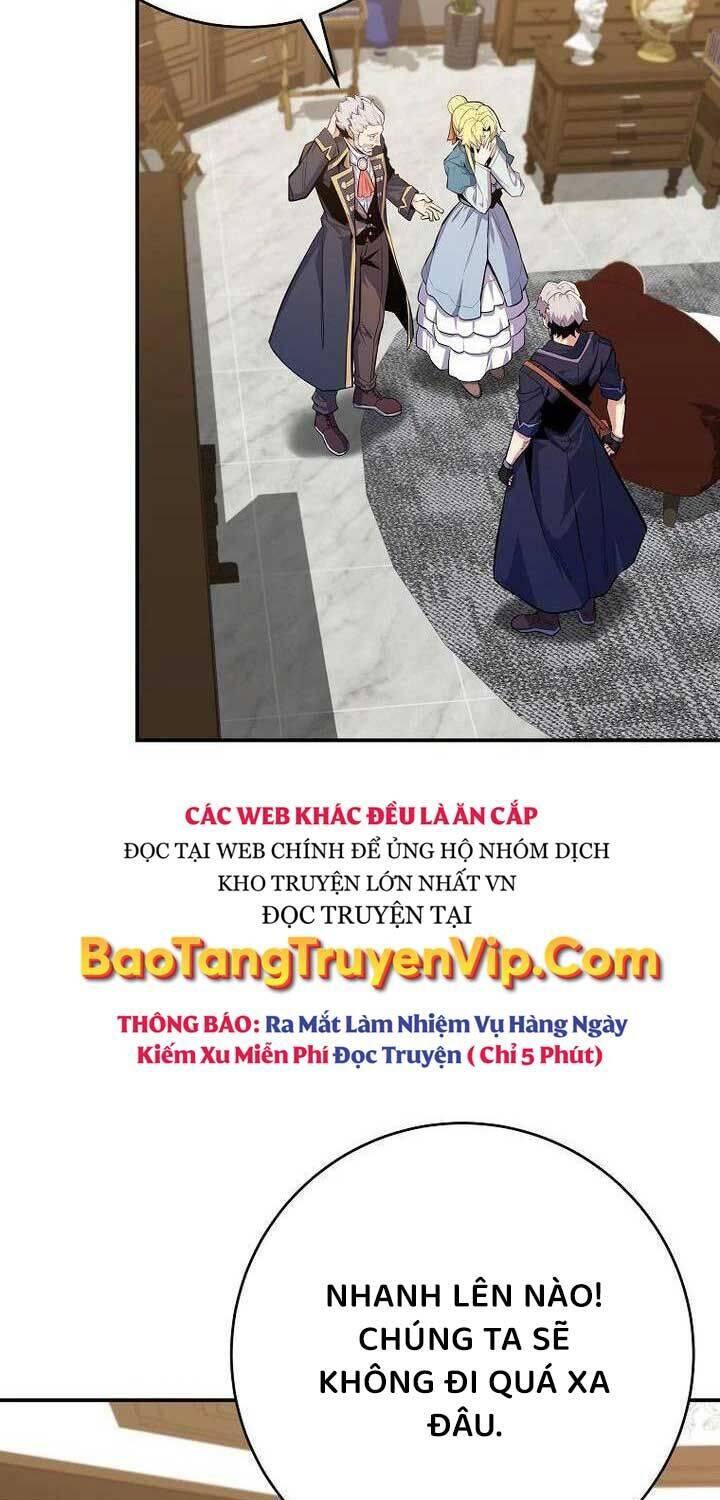 CÁC WEB KHÁC ĐỀU LÀ ĂN CẮP
ĐỌC TẠI WEB CHÍNH ĐỂ ỦNG HỘ NHÓM DỊCH
KHO TRUYỆN LỚN NHẤT VN
ĐỌC TRUYỆN TẠI
BaoTangTruyenVip.Com
THÔNG BÁO: Ra Mắt Làm Nhiệm Vụ Hàng Ngày
Kiếm Xu Miễn Phí Đọc Truyện ( Chỉ 5 Phút)
NHANH LÊN NÀO!
CHÚNG TA SẼ
KHÔNG ĐI QUÁ XA
ĐÂU.